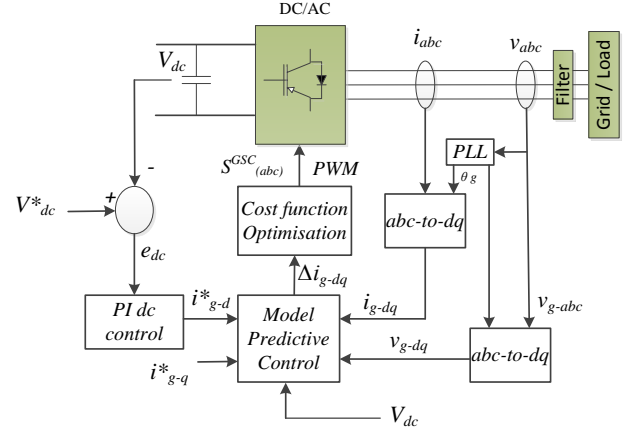 DC/AC
i_abc
v_abc
V_dc
Filter
Grid / Load
PLL
θ g
S^GSC_(abc)
PWM
-
+
V*_dc
abc-to-dq
Cost function
Optimisation
e_dc
Δi_g-dq
PI dc
control
i*_g-d
Model
Predictive
Control
i_g-dq
v_g-abc
v_g-dq
abc-to-dq
i*_g-q
V_dc